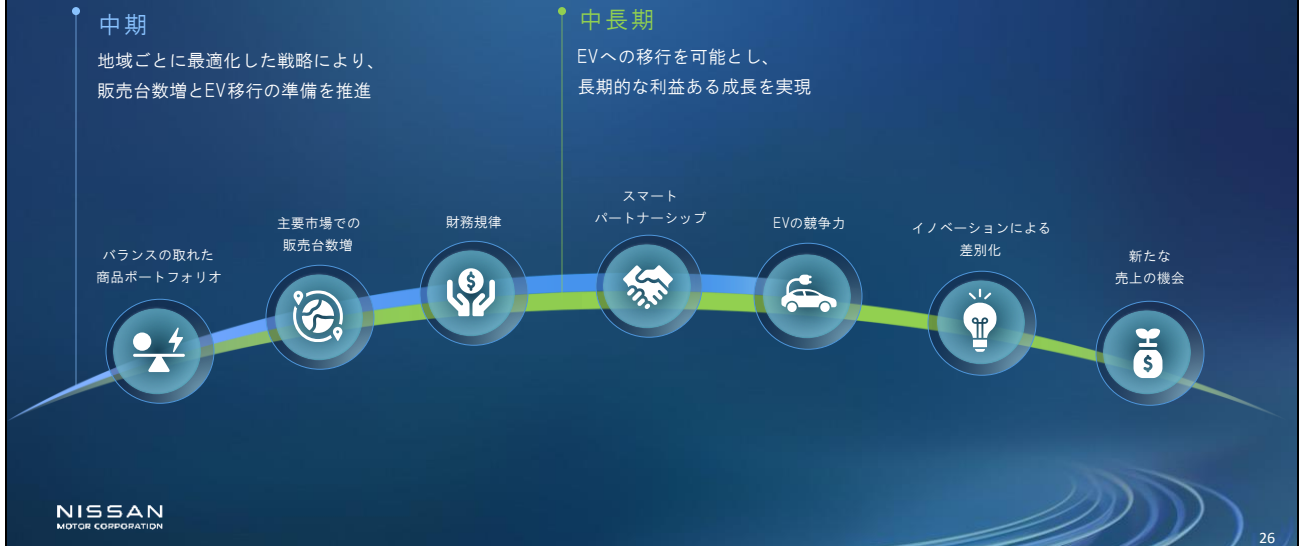 中期
地域ごとに最適化した戦略により、
販売台数増とEV移行の準備を推進
中長期
EVへの移行を可能とし、
長期的な利益ある成長を実現
バランスの取れた
商品ポートフォリオ
主要市場での
販売台数増
財務規律
スマート
パートナーシップ
EVの競争力
イノベーションによる
差別化
新たな
売上の機会
$
$
NISSAN
MOTOR CORPORATION
26